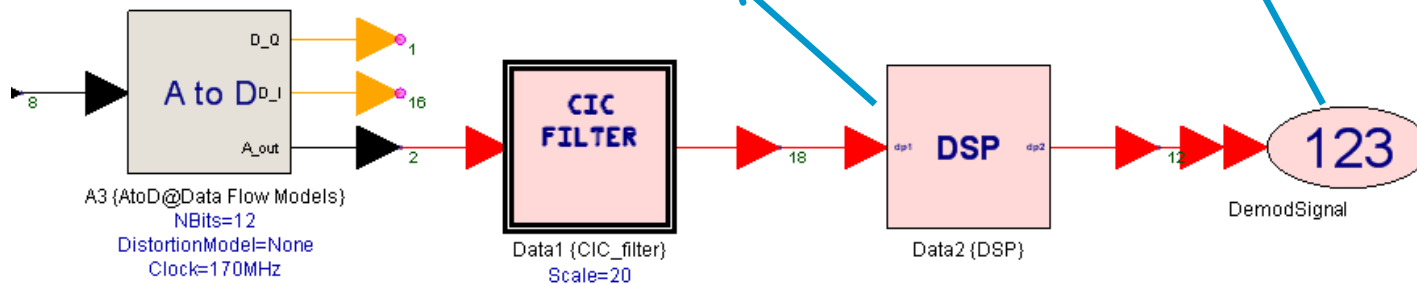 8
A to D
D_Q
D_I
A_out
1
16
2
A3 {AtoD@Data Flow Models}
NBits=12
DistortionModel=None
Clock=170MHz
CIC
FILTER
Data1 {CIC_filter}
Scale=20
18
dp1 DSP dp2
Data2 {DSP}
12
123
DemodSignal